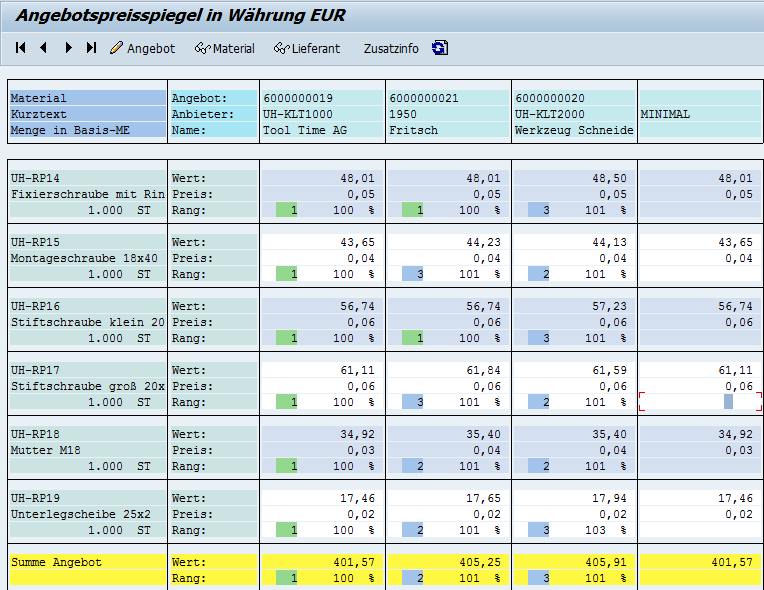 Angebotspreisspiegel in Währung EUR
Angebot Material Lieferant Zusatzinfo
Material Angebot: 6000000019 6000000021 6000000020
Kurztext Anbieter: UH-KLT1000 1950 UH-KLT2000 MINIMAL
Menge in Basis-ME Name: Tool Time AG Fritsch Werkzeug Schneide
UH-RP14 Wert: 48,01 48,01 48,50 48,01
Fixierschraube mit Rin Preis: 0,05 0,05 0,05 0,05
1.000 ST Rang: 1 100 % 1 100 % 3 101 %
UH-RP15 Wert: 43,65 44,23 44,13 43,65
Montageschraube 18x40 Preis: 0,04 0,04 0,04 0,04
1.000 ST Rang: 1 100 % 3 101 % 2 101 %
UH-RP16 Wert: 56,74 56,74 57,23 56,74
Stiftschraube klein 20 Preis: 0,06 0,06 0,06 0,06
1.000 ST Rang: 1 100 % 1 100 % 3 101 %
UH-RP17 Wert: 61,11 61,84 61,59 61,11
Stiftschraube groß 20x Preis: 0,06 0,06 0,06 0,06
1.000 ST Rang: 1 100 % 3 101 % 2 101 %
UH-RP18 Wert: 34,92 35,40 35,40 34,92
Mutter M18 Preis: 0,03 0,04 0,04 0,03
1.000 ST Rang: 1 100 % 2 101 % 2 101 %
UH-RP19 Wert: 17,46 17,65 17,94 17,46
Unterlegscheibe 25x2 Preis: 0,02 0,02 0,02 0,02
1.000 ST Rang: 1 100 % 2 101 % 3 103 %
Summe Angebot Wert: 401,57 405,25 405,91 401,57
Rang: 1 100 % 2 101 % 3 101 %